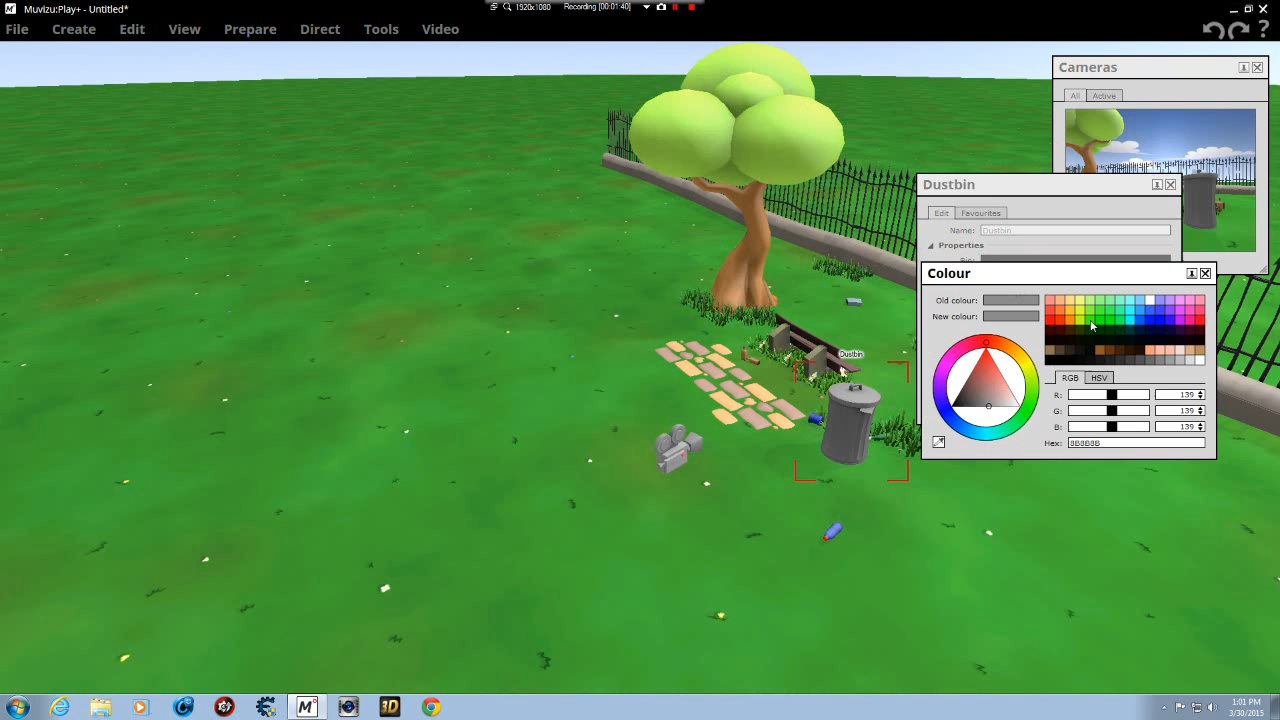 Muvizu:Play+ - Untitled*
1920x1080 Recording [00:01:40]
File Create Edit View Prepare Object Tools Video
Cameras
All Active
Dustbin
Edit Favourites
Name: Dustbin
Properties
Colour
Old colour:
New colour:
RGB HSV
R: 139
G: 139
B: 139
Hex: 8B8B8B
Dustbin
1:01 PM
3/30/2015